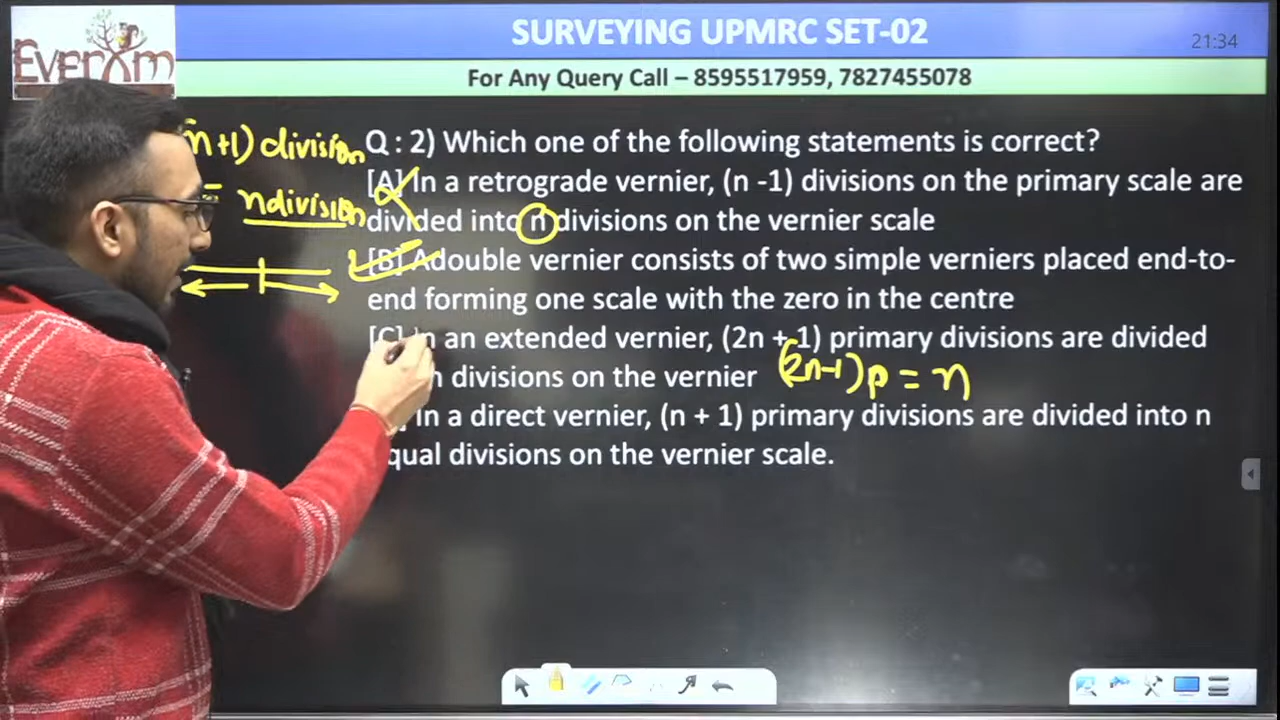 Everexm
SURVEYING UPMRC SET-02
21:34
For Any Query Call – 8595517959, 7827455078
n+1) division
= n division
Q : 2) Which one of the following statements is correct?
[A] In a retrograde vernier, (n -1) divisions on the primary scale are
divided into n divisions on the vernier scale
[B] A double vernier consists of two simple verniers placed end-to-
end forming one scale with the zero in the centre
[C] In an extended vernier, (2n + 1) primary divisions are divided
n divisions on the vernier (2n-1) p = n
In a direct vernier, (n + 1) primary divisions are divided into n
qual divisions on the vernier scale.